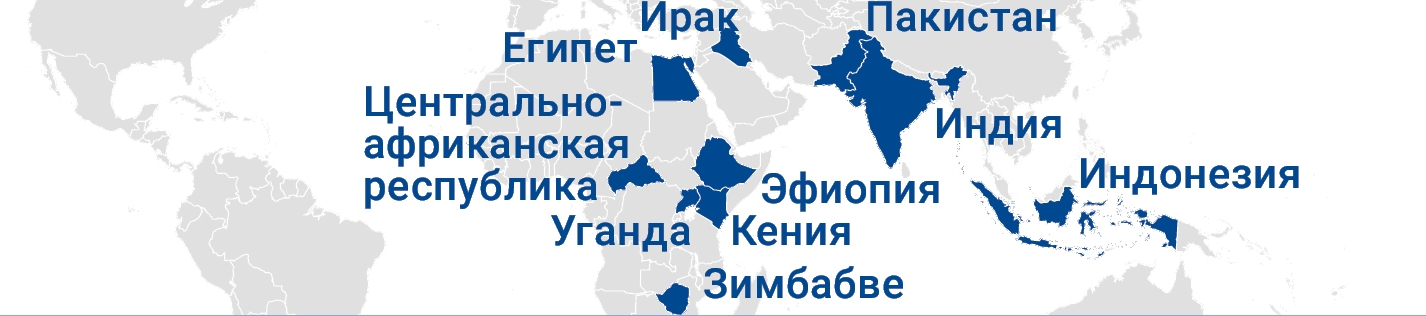 Ирак
Пакистан
Египет
Центрально-
африканская
республика
Индия
Индонезия
Эфиопия
Уганда
Кения
Зимбабве